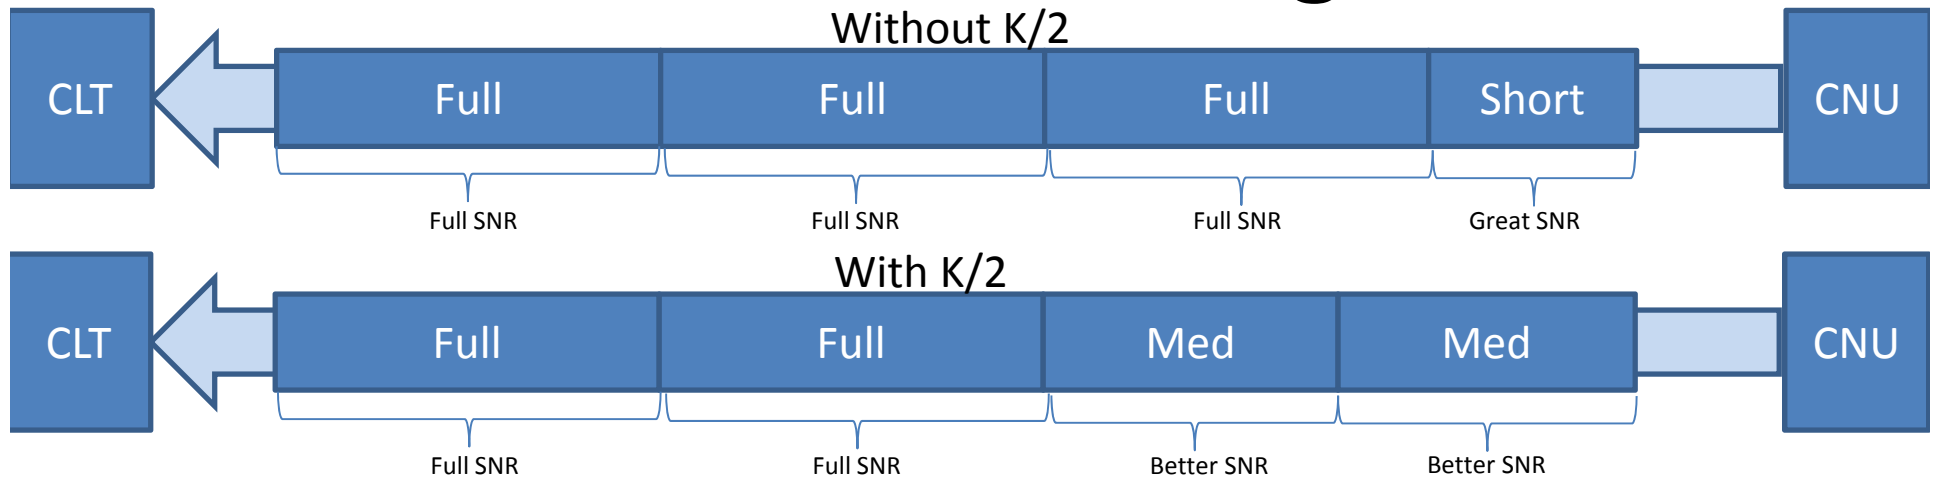 Without K/2
CLT Full Full Full Short CNU
Full SNR Full SNR Full SNR Great SNR
With K/2
CLT Full Full Med Med CNU
Full SNR Full SNR Better SNR Better SNR